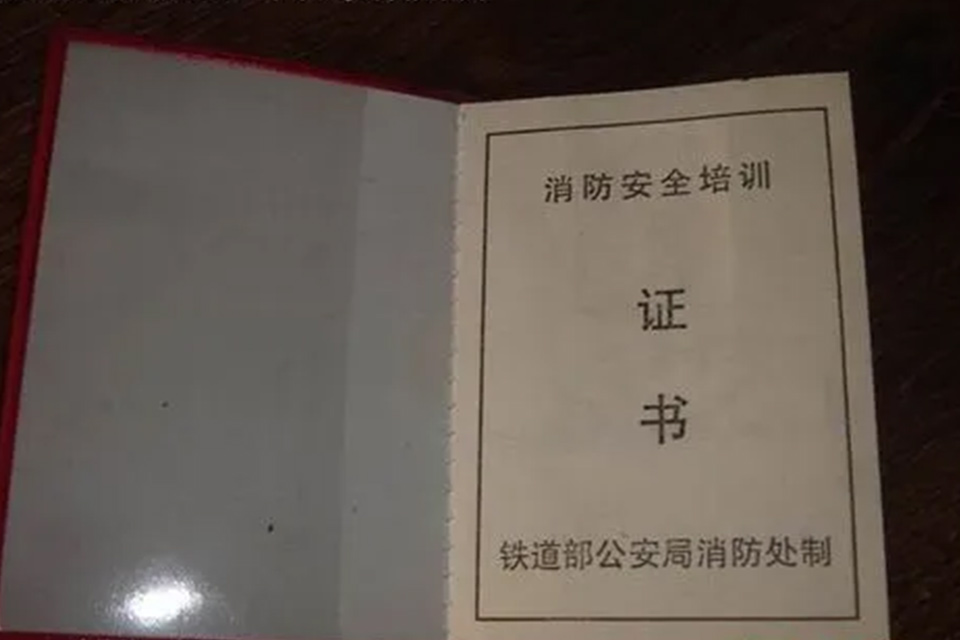 消防安全培训
证
书
铁道部公安局消防处制